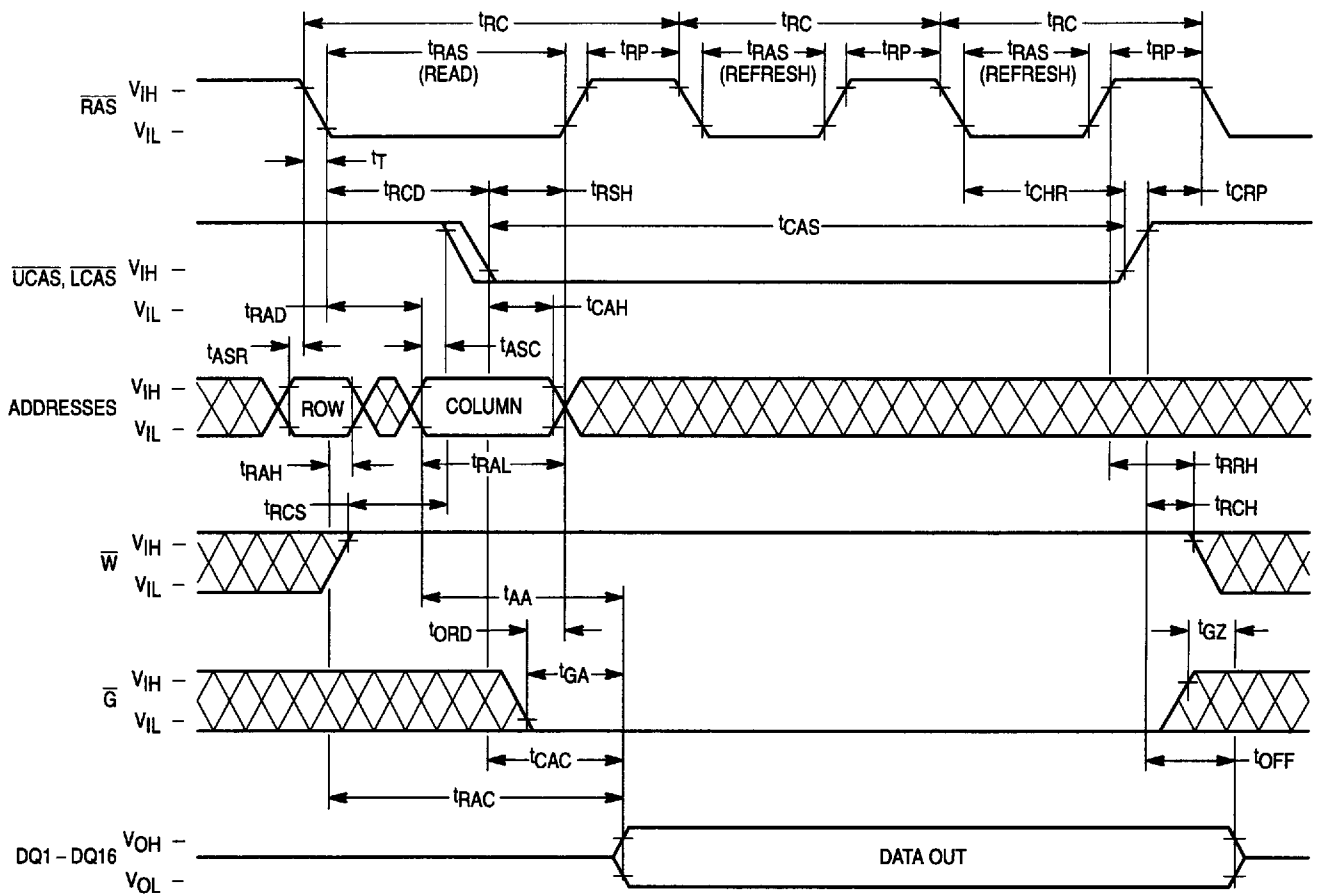 tRC tRC tRC
tRAS (READ) tRP tRAS (REFRESH) tRP tRAS (REFRESH) tRP
RAS VIH –
VIL –
tT
tRCD tRSH tCHR tCRP
tCAS
UCAS, LCAS VIH –
VIL –
tRAD tCAH
tASR tASC
ADDRESSES VIH –
ROW COLUMN
VIL –
tRAH tRAL tRRH
tRCS tRCH
W VIH –
VIL –
tAA
tORD tGZ
tGA
G VIH –
VIL –
tCAC tOFF
tRAC
DQ1 – DQ16 VOH –
DATA OUT
VOL –